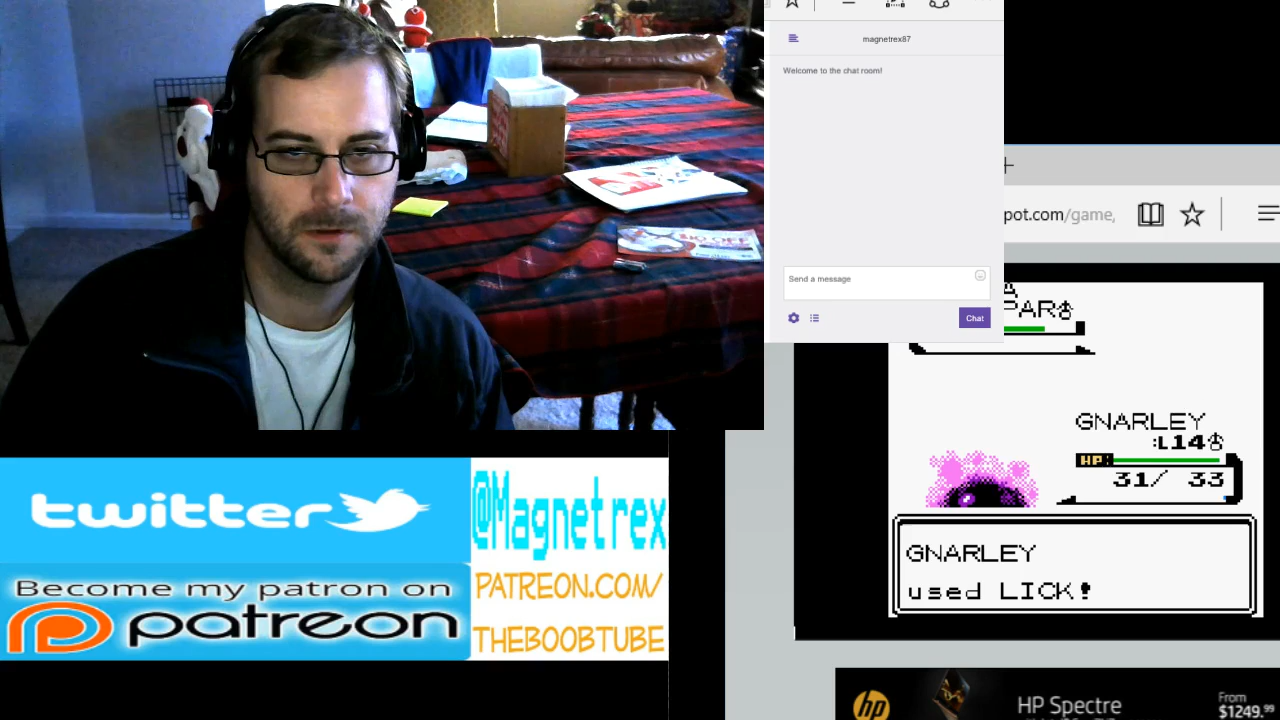 magnetrex87
Welcome to the chat room!
Send a message
Chat
pot.com/game,
PAR
GNARLEY
:L14
HP:
31/ 33
GNARLEY
used LICK!
twitter
@Magnetrex
Become my patron on
patreon
PATREON.COM/
THEBOOBTUBE
hp
HP Spectre
From
$1249.99